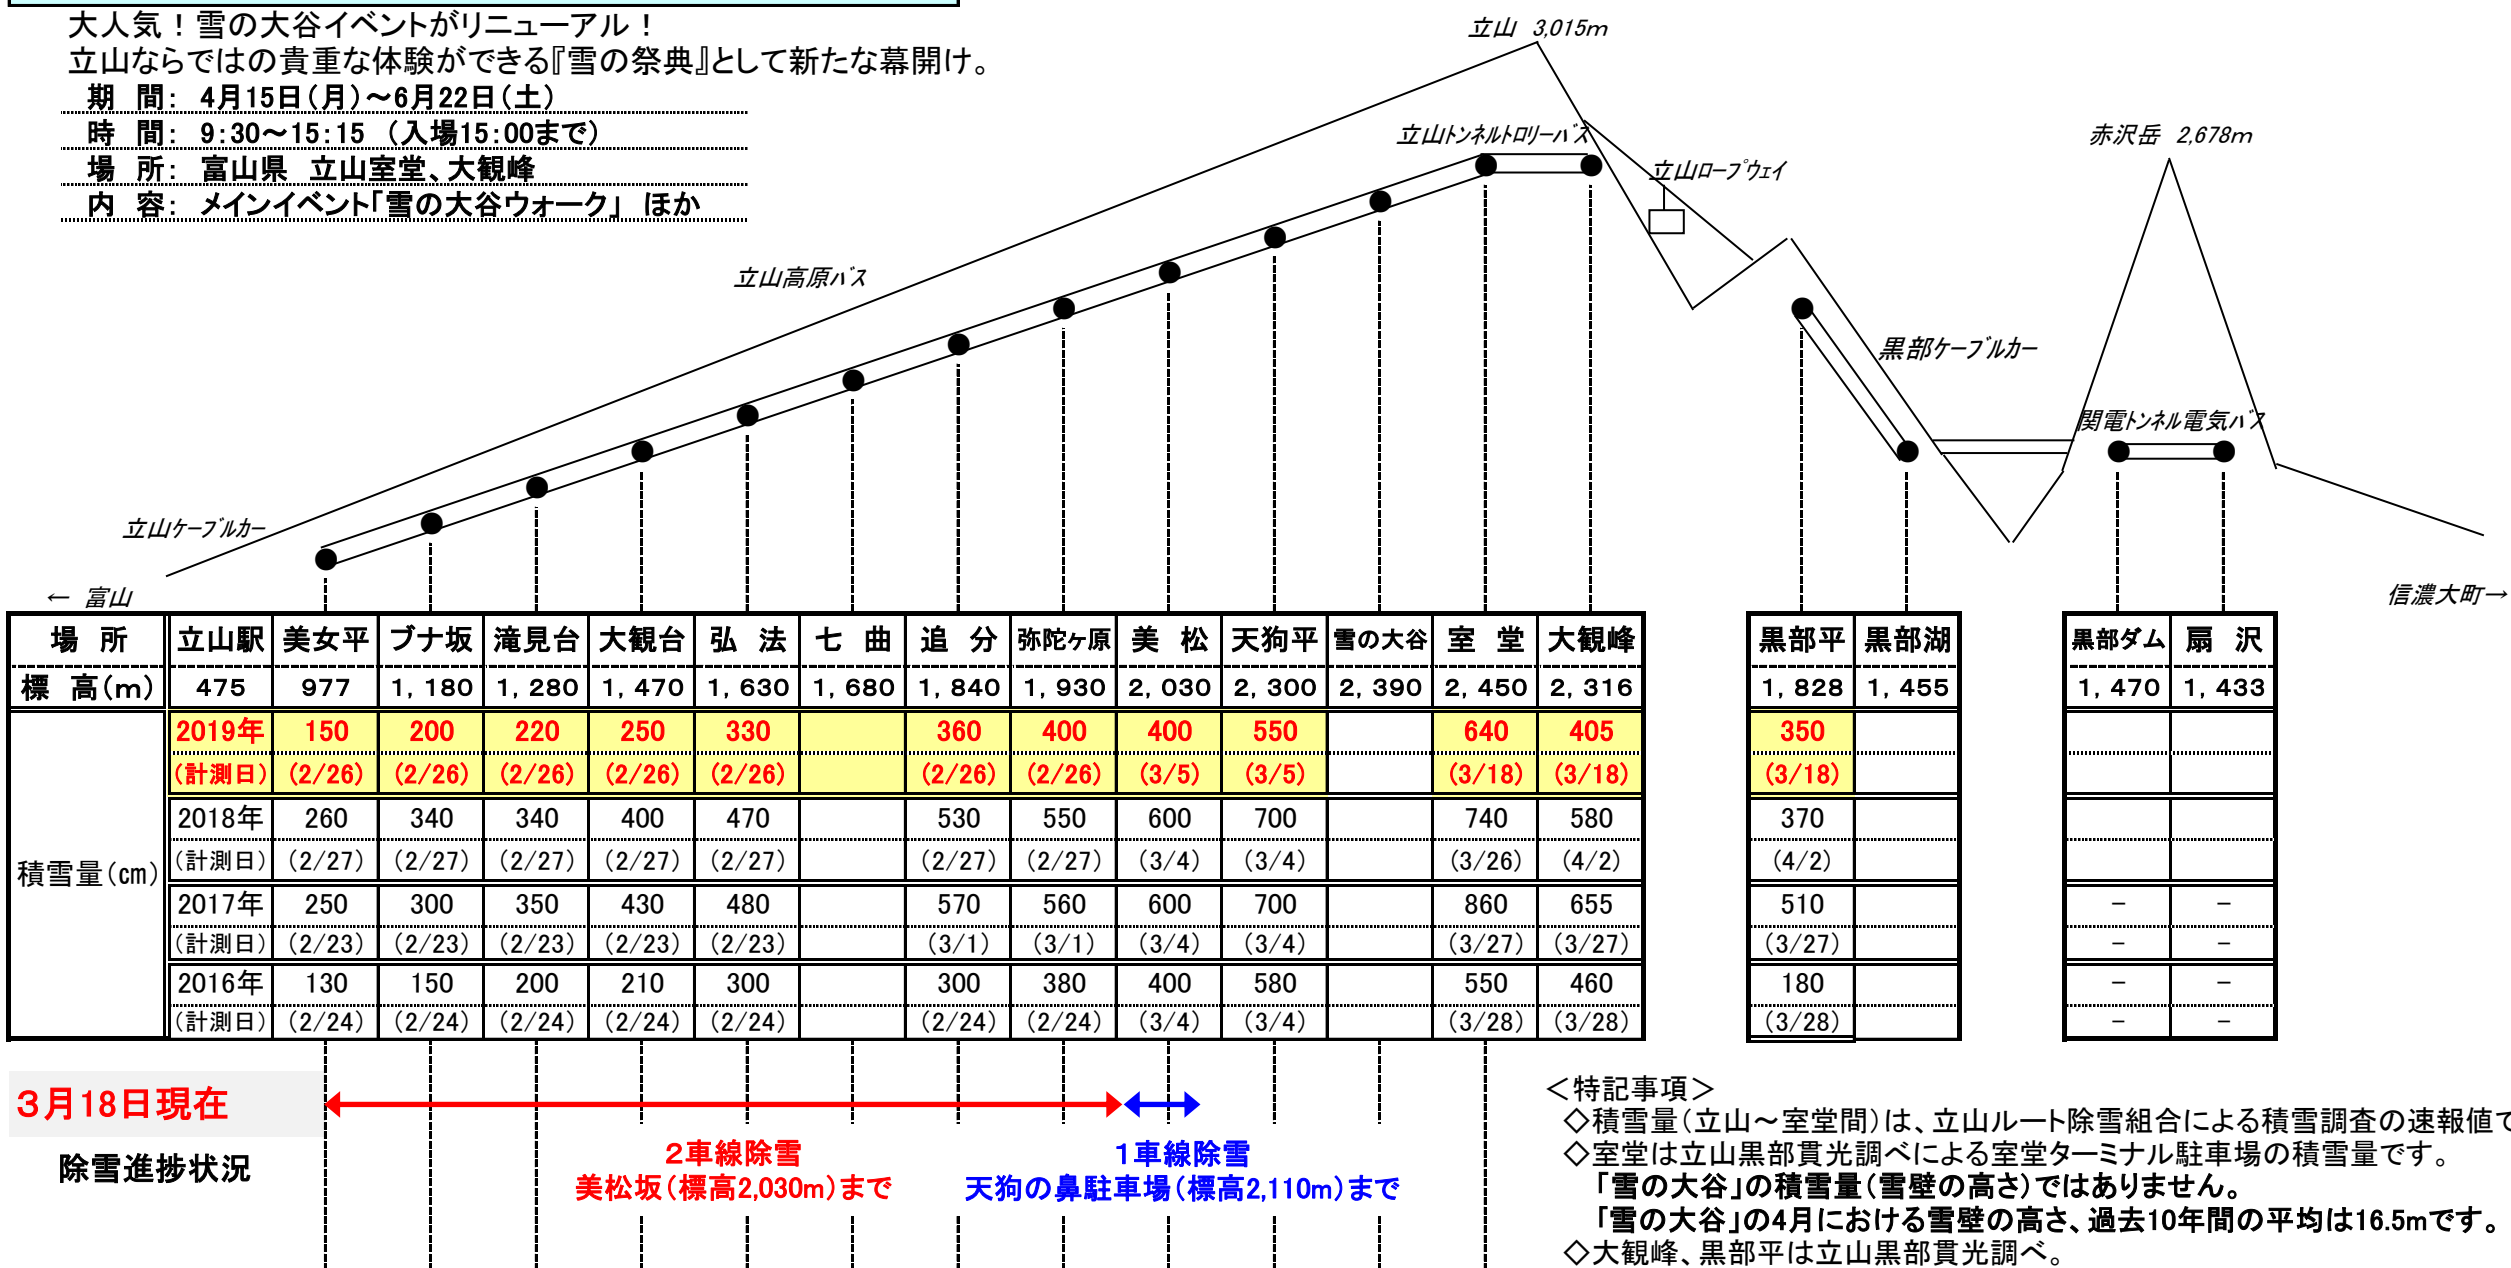 大人気！雪の大谷イベントがリニューアル！
立山ならではの貴重な体験ができる『雪の祭典』として新たな幕開け。
期　間： 4月15日（月）～6月22日（土）
時　間： 9：30～15：15 （入場15：00まで）
場　所： 富山県　立山室堂、大観峰
内　容： メインイベント「雪の大谷ウォーク」　ほか
立山 3,015m
立山ﾄﾝﾈﾙﾄﾛﾘｰﾊﾞｽ
立山ﾛｰﾌﾟｳｪｲ
赤沢岳 2,678m
立山高原ﾊﾞｽ
黒部ｹｰﾌﾞﾙｶｰ
関電ﾄﾝﾈﾙ電気ﾊﾞｽ
立山ｹｰﾌﾞﾙｶｰ
← 富山
信濃大町→
場　所 立山駅 美女平 ブナ坂 滝見台 大観台 弘　法 七　曲 追　分 弥陀ヶ原 美　松 天狗平 雪の大谷 室　堂 大観峰 黒部平 黒部湖 黒部ダム 扇　沢
標　高（m） 475 977 1,180 1,280 1,470 1,630 1,680 1,840 1,930 2,030 2,300 2,390 2,450 2,316 1,828 1,455 1,470 1,433
積雪量（㎝）
2019年 150 200 220 250 330 360 400 400 550 640 405 350
（計測日） （2/26） （2/26） （2/26） （2/26） （2/26） （2/26） （2/26） （3/5） （3/5） （3/18） （3/18） （3/18）
2018年 260 340 340 400 470 530 550 600 700 740 580 370
（計測日） （2/27） （2/27） （2/27） （2/27） （2/27） （2/27） （2/27） （3/4） （3/4） （3/26） （4/2） （4/2）
2017年 250 300 350 430 480 570 560 600 700 860 655 510 － －
（計測日） （2/23） （2/23） （2/23） （2/23） （2/23） （3/1） （3/1） （3/4） （3/4） （3/27） （3/27） （3/27） － －
2016年 130 150 200 210 300 300 380 400 580 550 460 180 － －
（計測日） （2/24） （2/24） （2/24） （2/24） （2/24） （2/24） （2/24） （3/4） （3/4） （3/28） （3/28） （3/28） － －
３月18日現在
除雪進捗状況
２車線除雪
美松坂（標高2,030m）まで
1車線除雪
天狗の鼻駐車場（標高2,110m）まで
＜特記事項＞
◇積雪量（立山～室堂間）は、立山ルート除雪組合による積雪調査の速報値で
◇室堂は立山黒部貫光調べによる室堂ターミナル駐車場の積雪量です。
「雪の大谷」の積雪量（雪壁の高さ）ではありません。
「雪の大谷」の4月における雪壁の高さ、過去10年間の平均は16.5mです。
◇大観峰、黒部平は立山黒部貫光調べ。